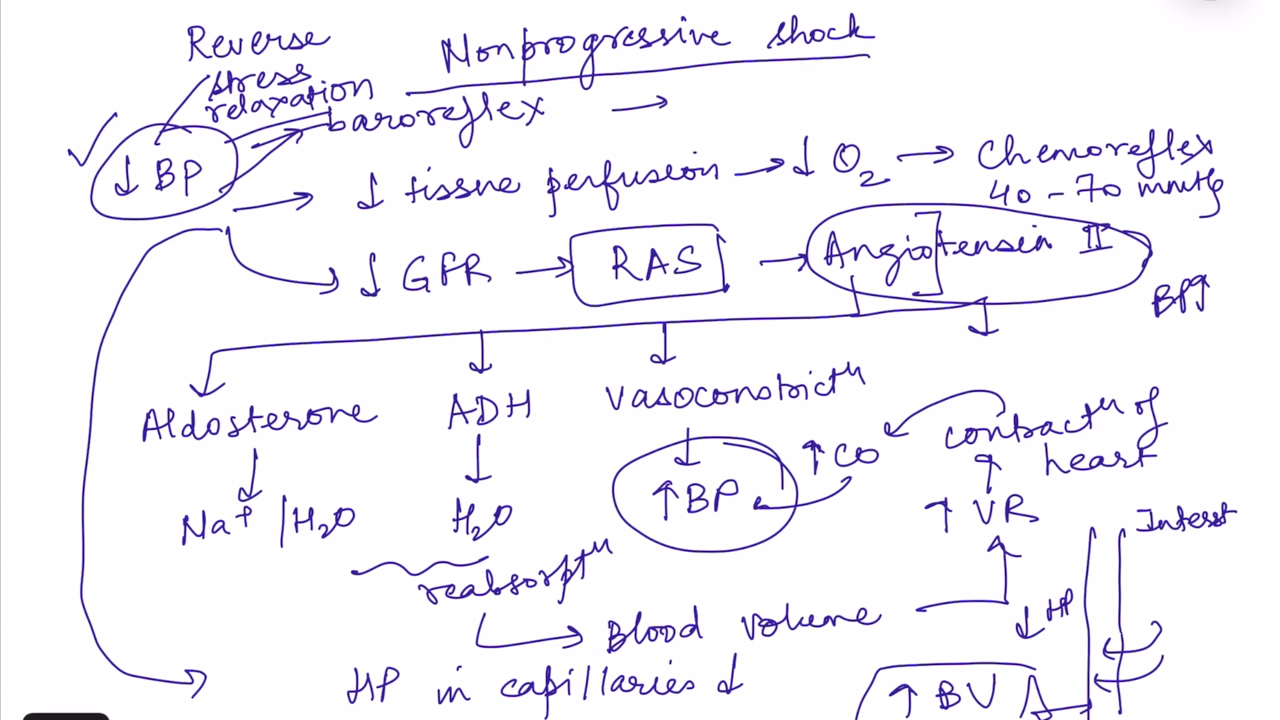 Reverse
stress
relaxation
Nonprogressive shock
baroreflex →
↓ BP
→ ↓ tissue perfusion → ↓ O₂ → Chemoreflex
40 - 70 mmHg
↓ GFR → RAS → Angiotensin II
BP↑
Aldosterone
ADH
vasoconstrictⁿ
contractⁿ of
heart
↑ CO
↑ BP
Na⁺ / H₂O
H₂O
↑ VR
Interst
reabsorptⁿ
Blood volume
↓ HP
HP in capillaries ↓
↑ BV